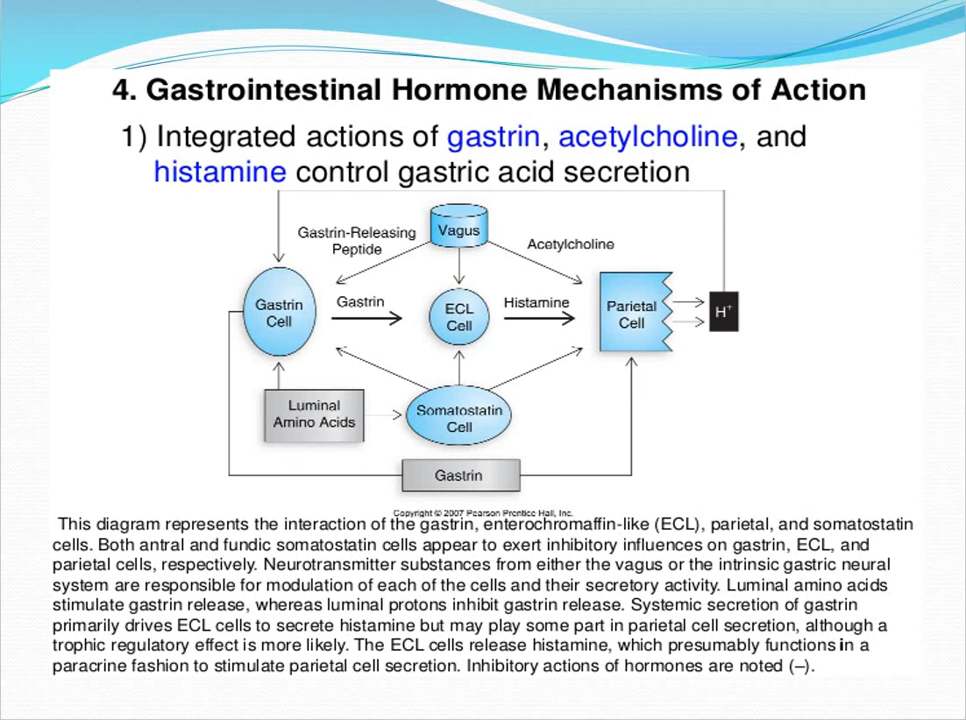 4. Gastrointestinal Hormone Mechanisms of Action
1) Integrated actions of gastrin, acetylcholine, and
histamine control gastric acid secretion
Gastrin-Releasing
Peptide
Vagus
Acetylcholine
Gastrin
Cell
Gastrin
ECL
Cell
Histamine
Parietal
Cell
H+
Luminal
Amino Acids
Somatostatin
Cell
Gastrin
Copyright © 2007 Pearson Prentice Hall, Inc.
This diagram represents the interaction of the gastrin, enterochromaffin-like (ECL), parietal, and somatostatin
cells. Both antral and fundic somatostatin cells appear to exert inhibitory influences on gastrin, ECL, and
parietal cells, respectively. Neurotransmitter substances from either the vagus or the intrinsic gastric neural
system are responsible for modulation of each of the cells and their secretory activity. Luminal amino acids
stimulate gastrin release, whereas luminal protons inhibit gastrin release. Systemic secretion of gastrin
primarily drives ECL cells to secrete histamine but may play some part in parietal cell secretion, although a
trophic regulatory effect is more likely. The ECL cells release histamine, which presumably functions in a
paracrine fashion to stimulate parietal cell secretion. Inhibitory actions of hormones are noted (–).